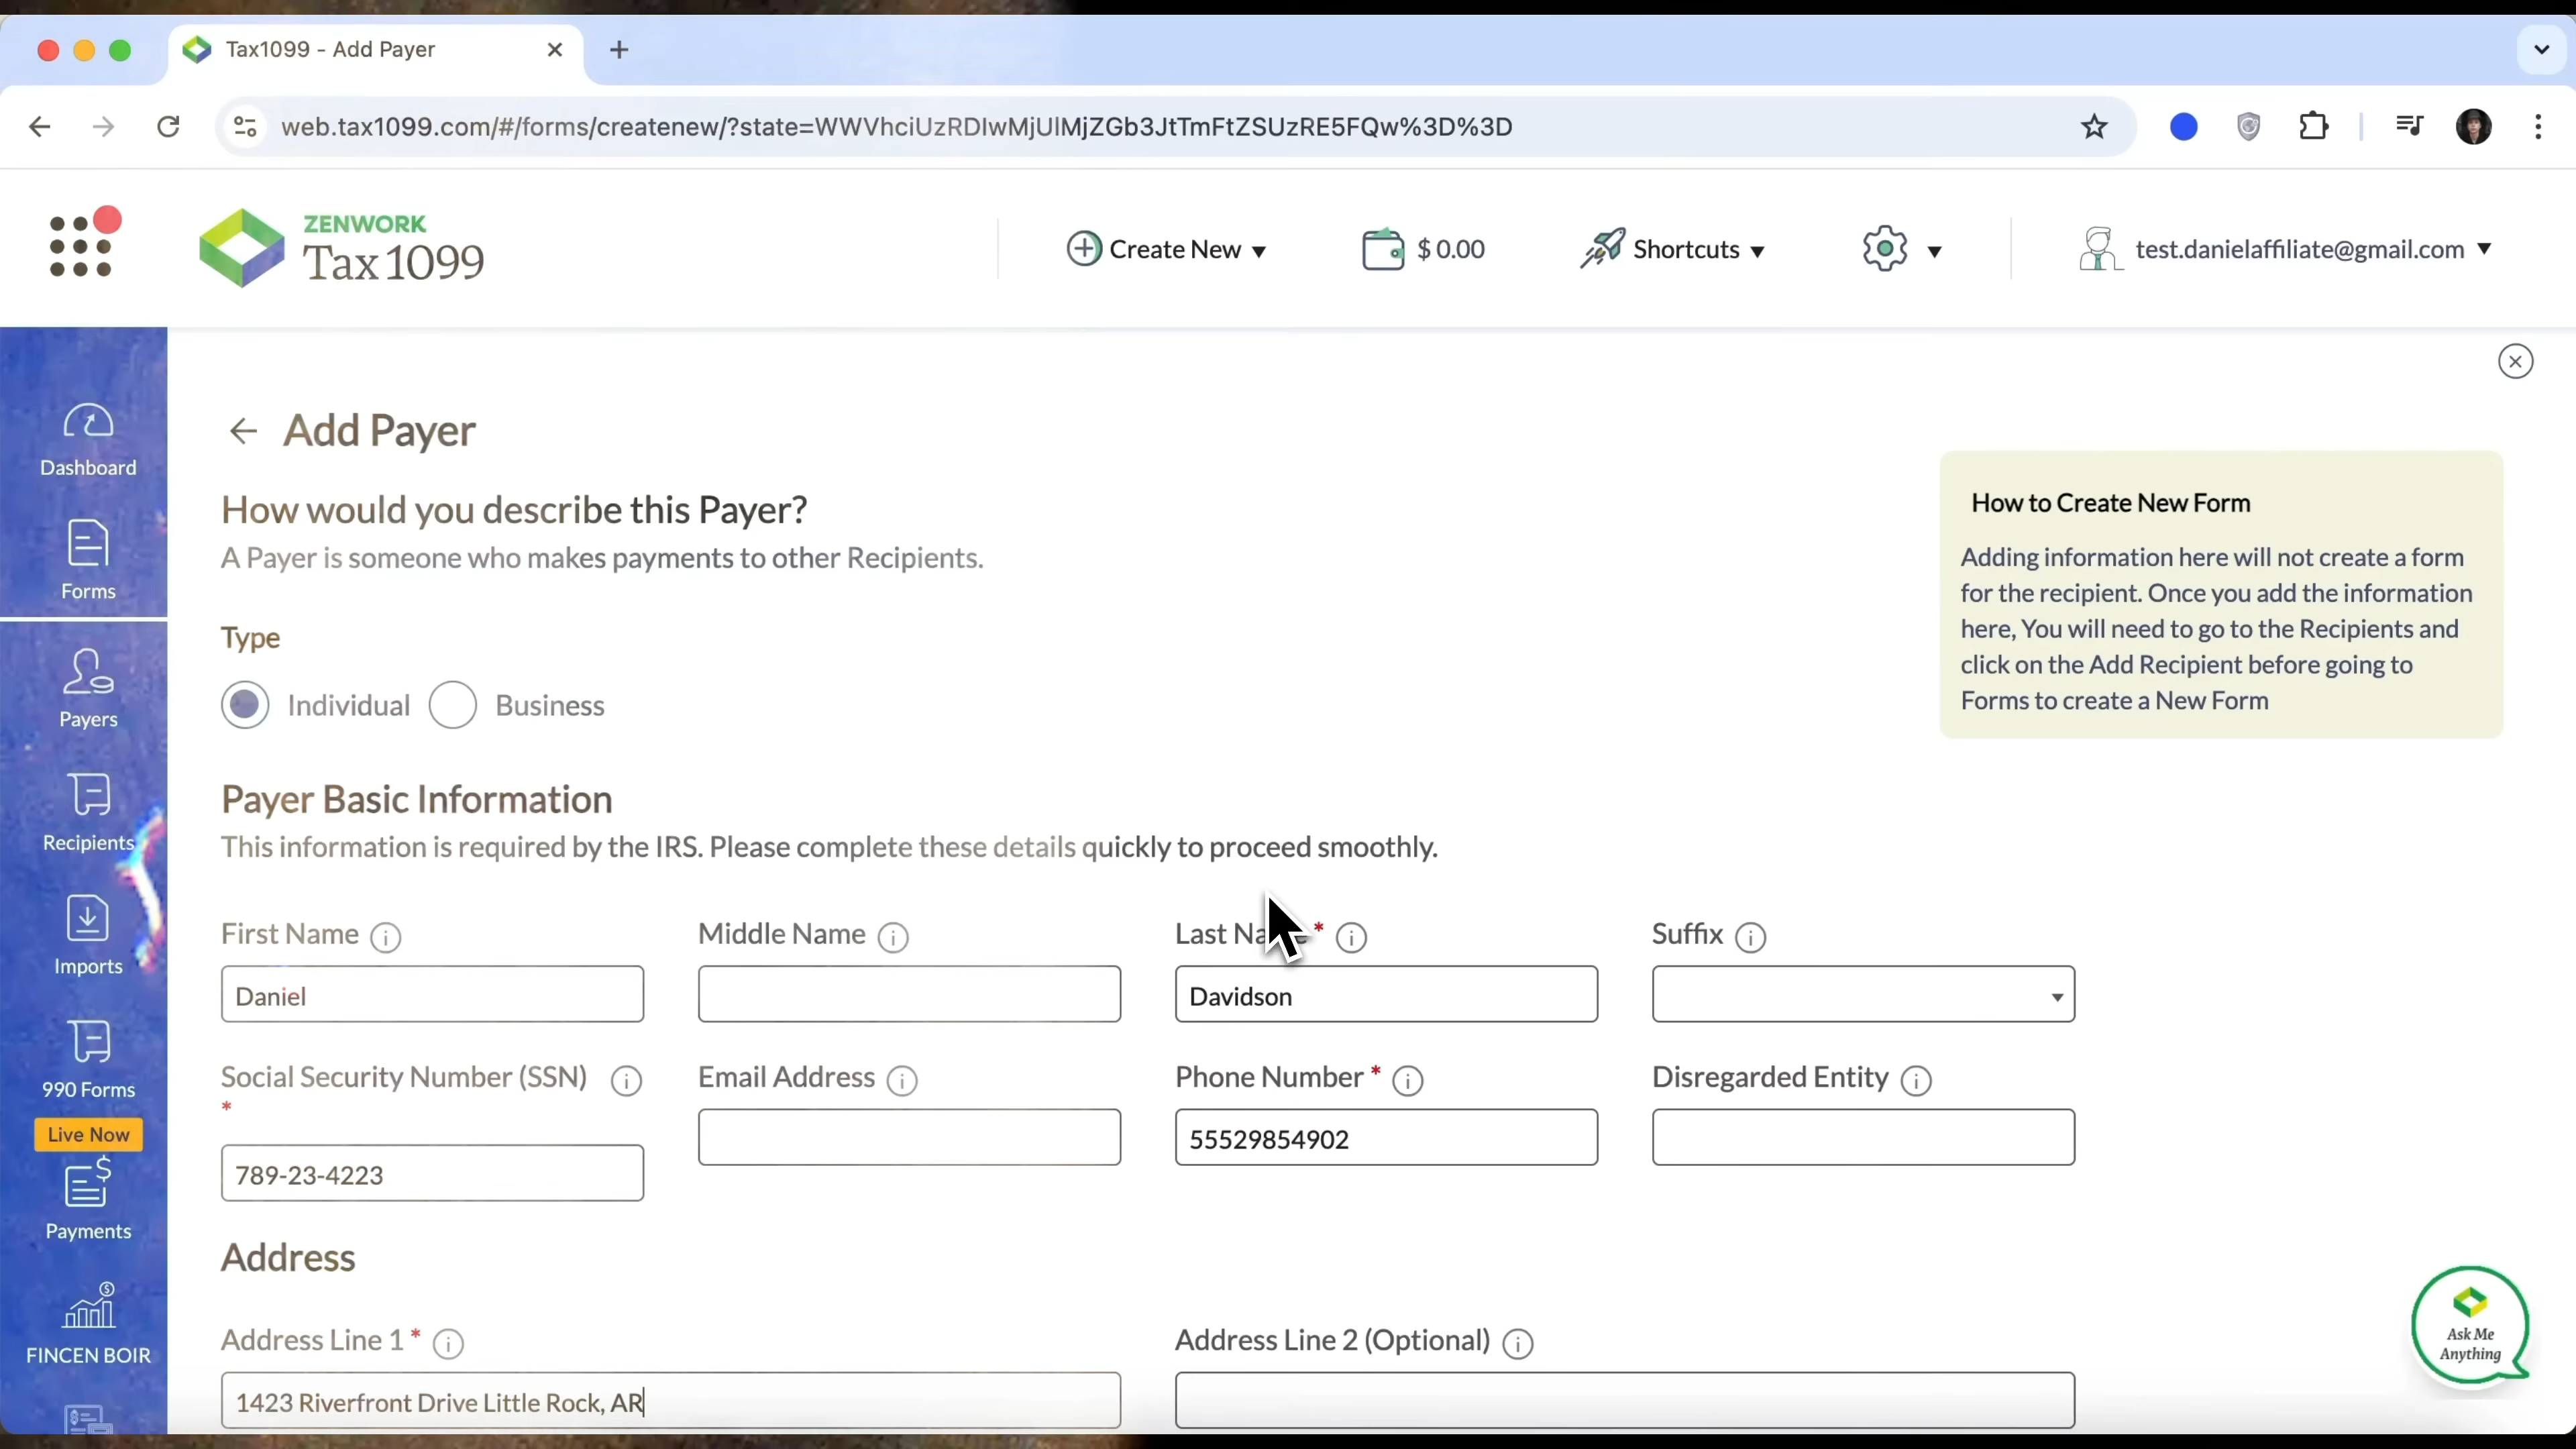 Tax1099 - Add Payer
web.tax1099.com/#/forms/createnew/?state=WWVhciUzRDIwMjUlMjZGb3JtTmFtZSUzRE5FQw%3D%3D
ZENWORK
Tax1099
Create New
$ 0.00
Shortcuts
test.danielaffiliate@gmail.com
Dashboard
Forms
Payers
Recipients
Imports
990 Forms
Live Now
Payments
FINCEN BOIR
Add Payer
How would you describe this Payer?
A Payer is someone who makes payments to other Recipients.
Type
Individual
Business
How to Create New Form
Adding information here will not create a form
for the recipient. Once you add the information
here, You will need to go to the Recipients and
click on the Add Recipient before going to
Forms to create a New Form
Payer Basic Information
This information is required by the IRS. Please complete these details quickly to proceed smoothly.
First Name
Middle Name
Last Name *
Suffix
Daniel
Davidson
Social Security Number (SSN)
*
Email Address
Phone Number *
Disregarded Entity
789-23-4223
55529854902
Address
Address Line 1 *
Address Line 2 (Optional)
1423 Riverfront Drive Little Rock, AR
Ask Me
Anything